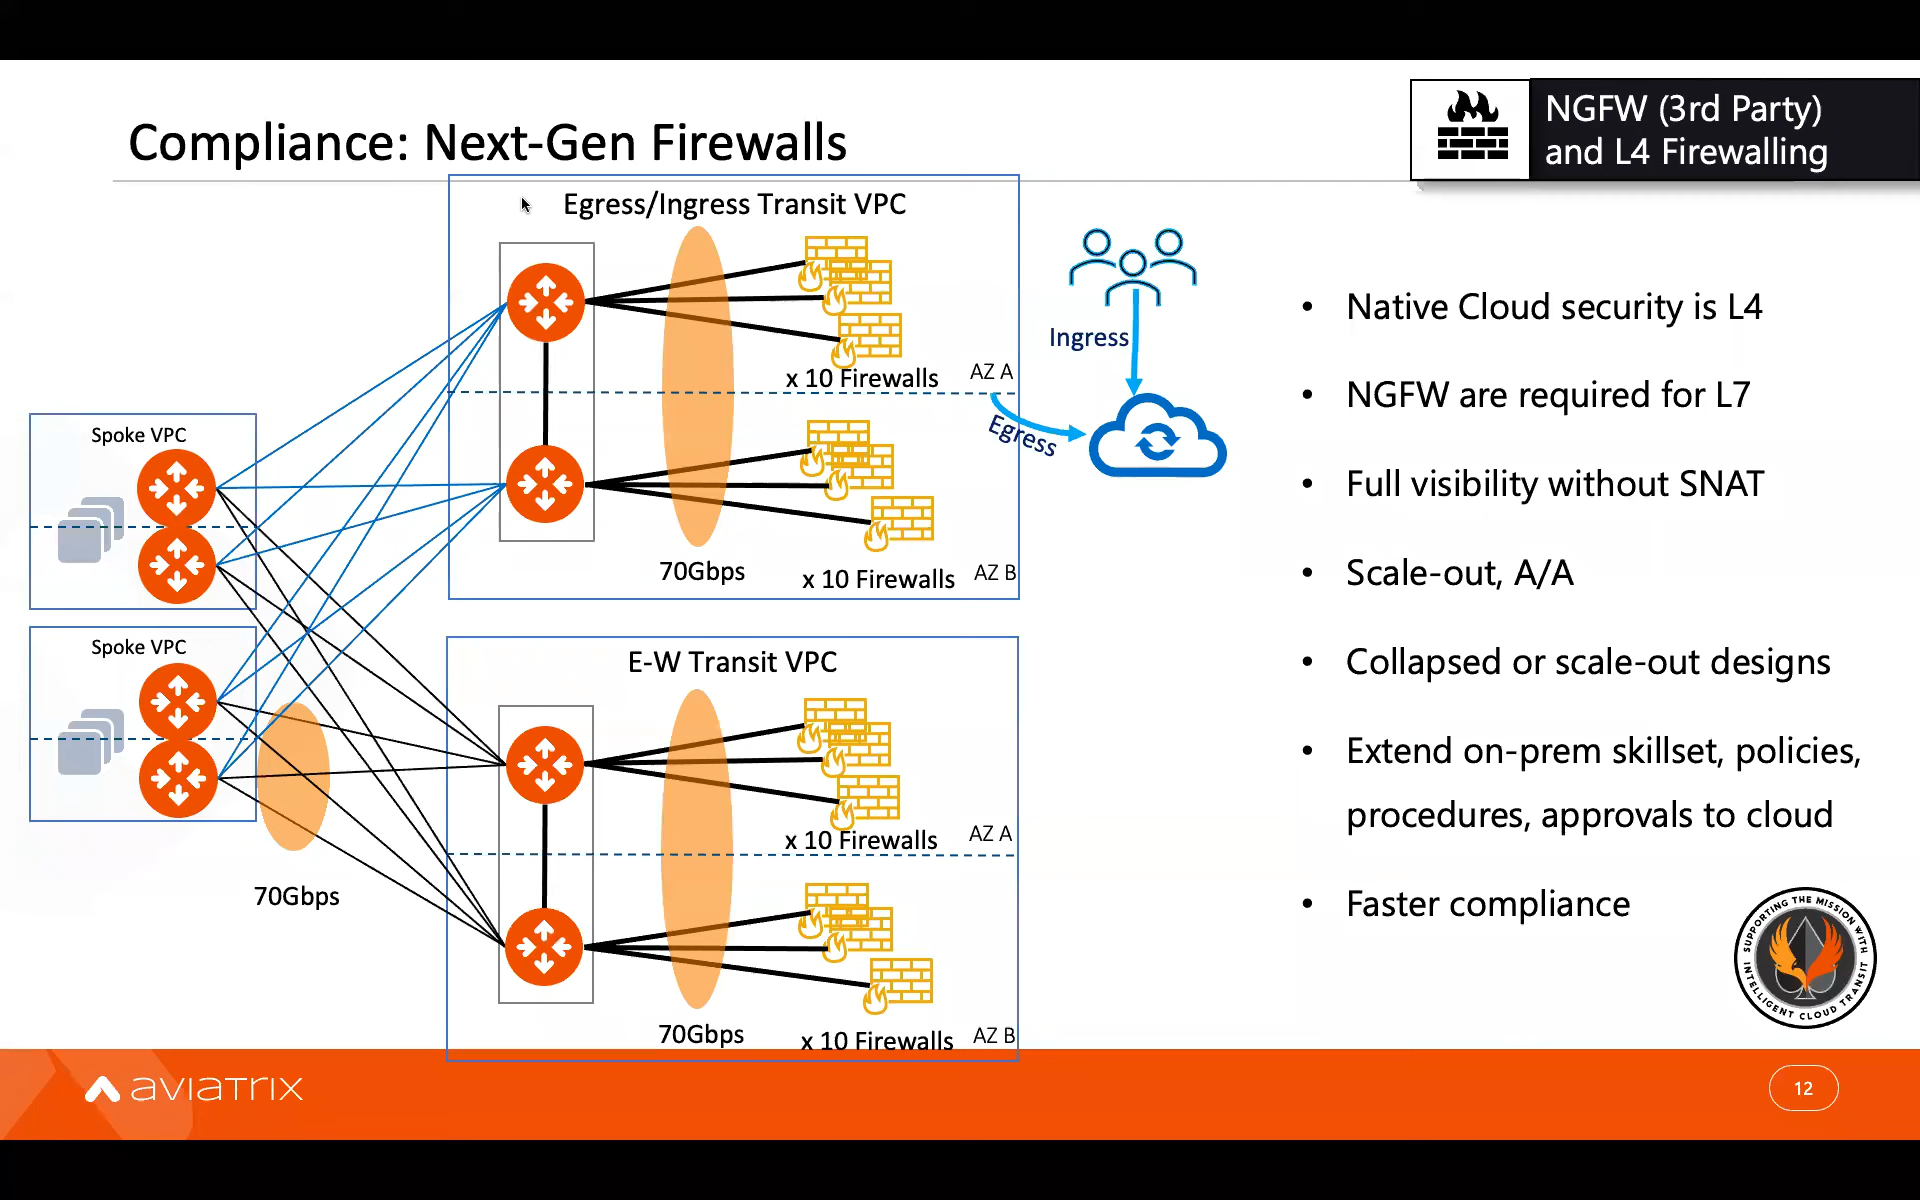 Compliance: Next-Gen Firewalls
NGFW (3rd Party)
and L4 Firewalling
Egress/Ingress Transit VPC
x 10 Firewalls
AZ A
70Gbps
x 10 Firewalls
AZ B
Ingress
Egress
Spoke VPC
Spoke VPC
70Gbps
E-W Transit VPC
x 10 Firewalls
AZ A
70Gbps
x 10 Firewalls
AZ B
• Native Cloud security is L4
• NGFW are required for L7
• Full visibility without SNAT
• Scale-out, A/A
• Collapsed or scale-out designs
• Extend on-prem skillset, policies,
procedures, approvals to cloud
• Faster compliance
SUPPORTING THE MISSION WITH
INTELLIGENT CLOUD TRANSIT
aviatrix
12